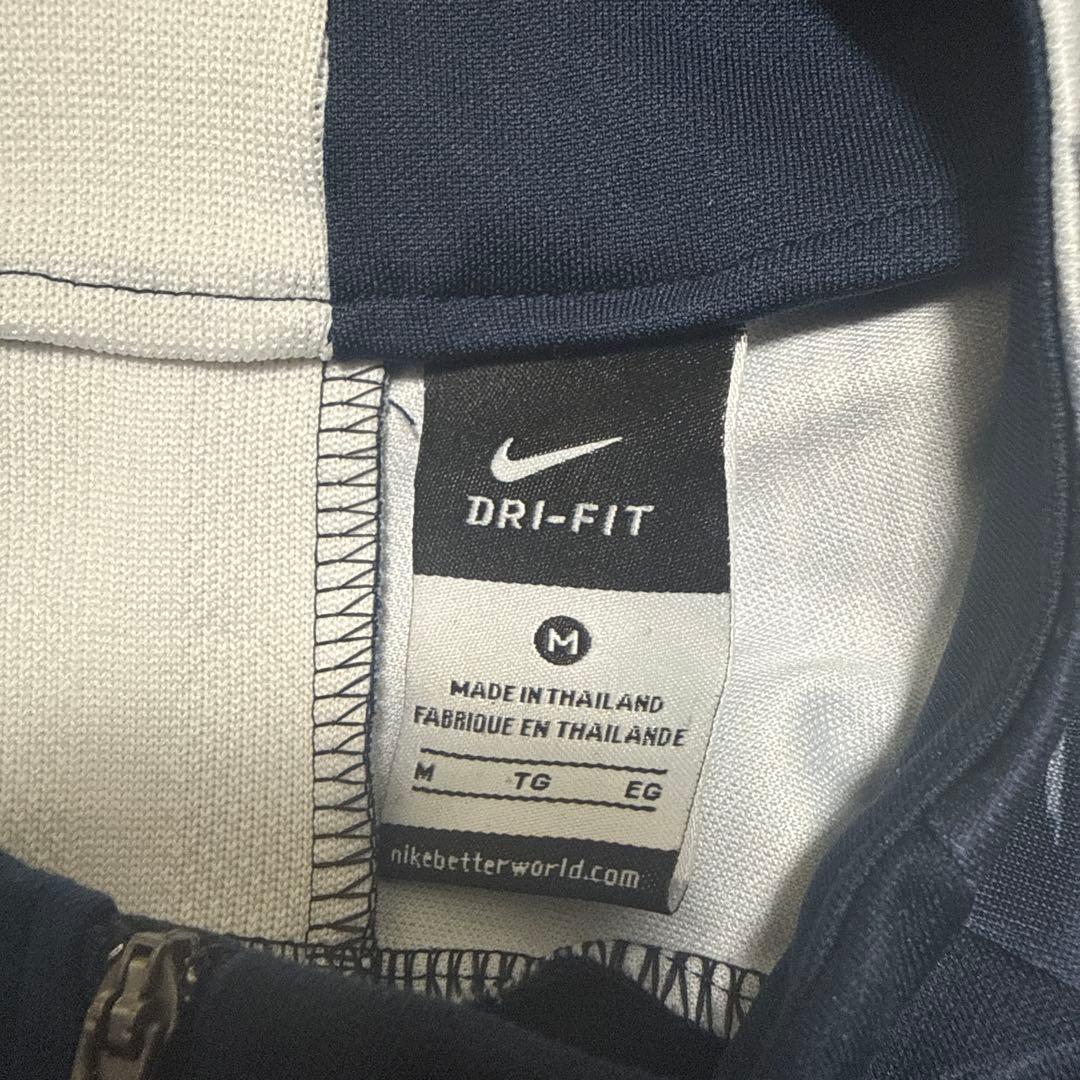 DRI-FIT
M
MADE IN THAILAND
FABRIQUE EN THAILANDE
M TG EG
nikebetterworld.com